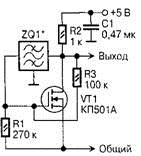 +5 В
ZQ1*
R2
1 к
C1
0,47 мк
Выход
R3
100 к
VT1
КП501А
R1
270 к
Общий